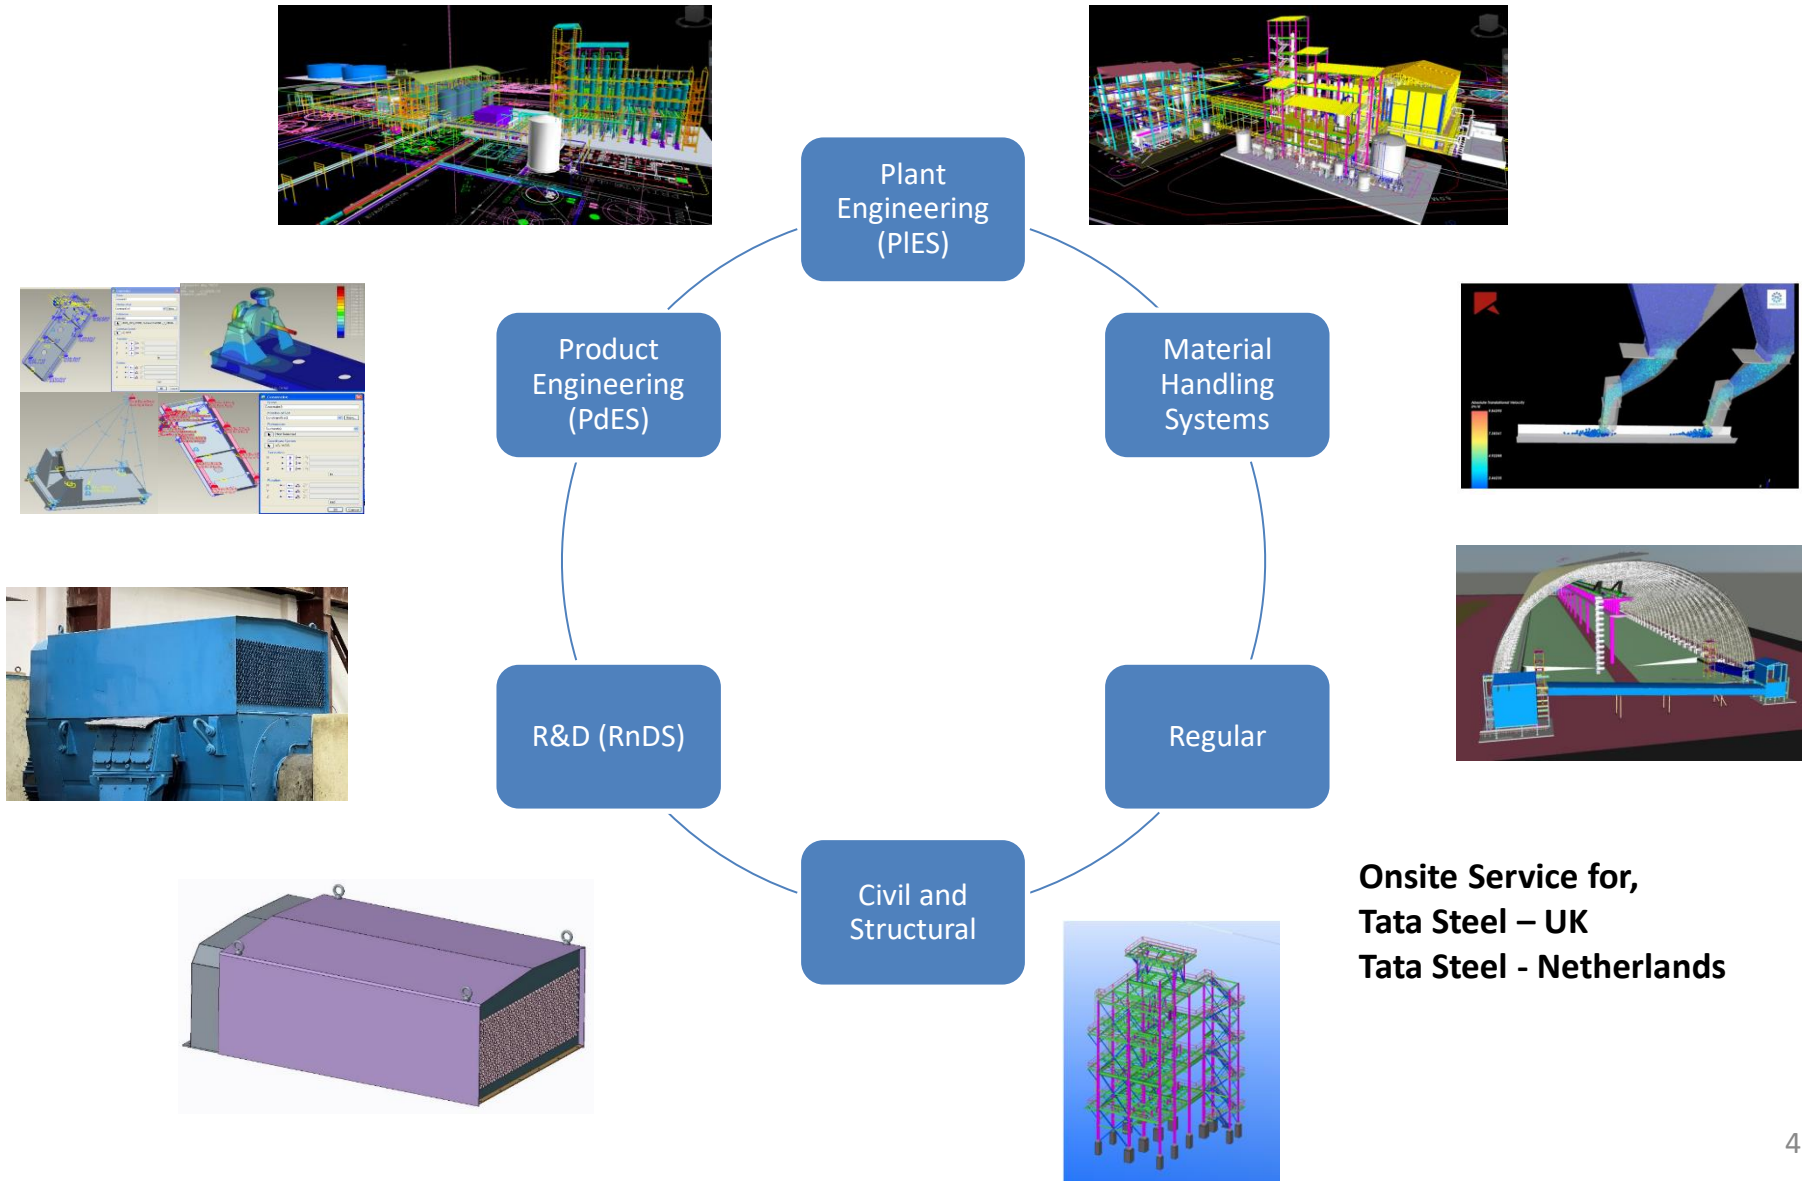 Plant
Engineering
(PlES)
Product
Engineering
(PdES)
Material
Handling
Systems
R&D (RnDS)
Regular
Civil and
Structural
Onsite Service for,
Tata Steel – UK
Tata Steel - Netherlands
4